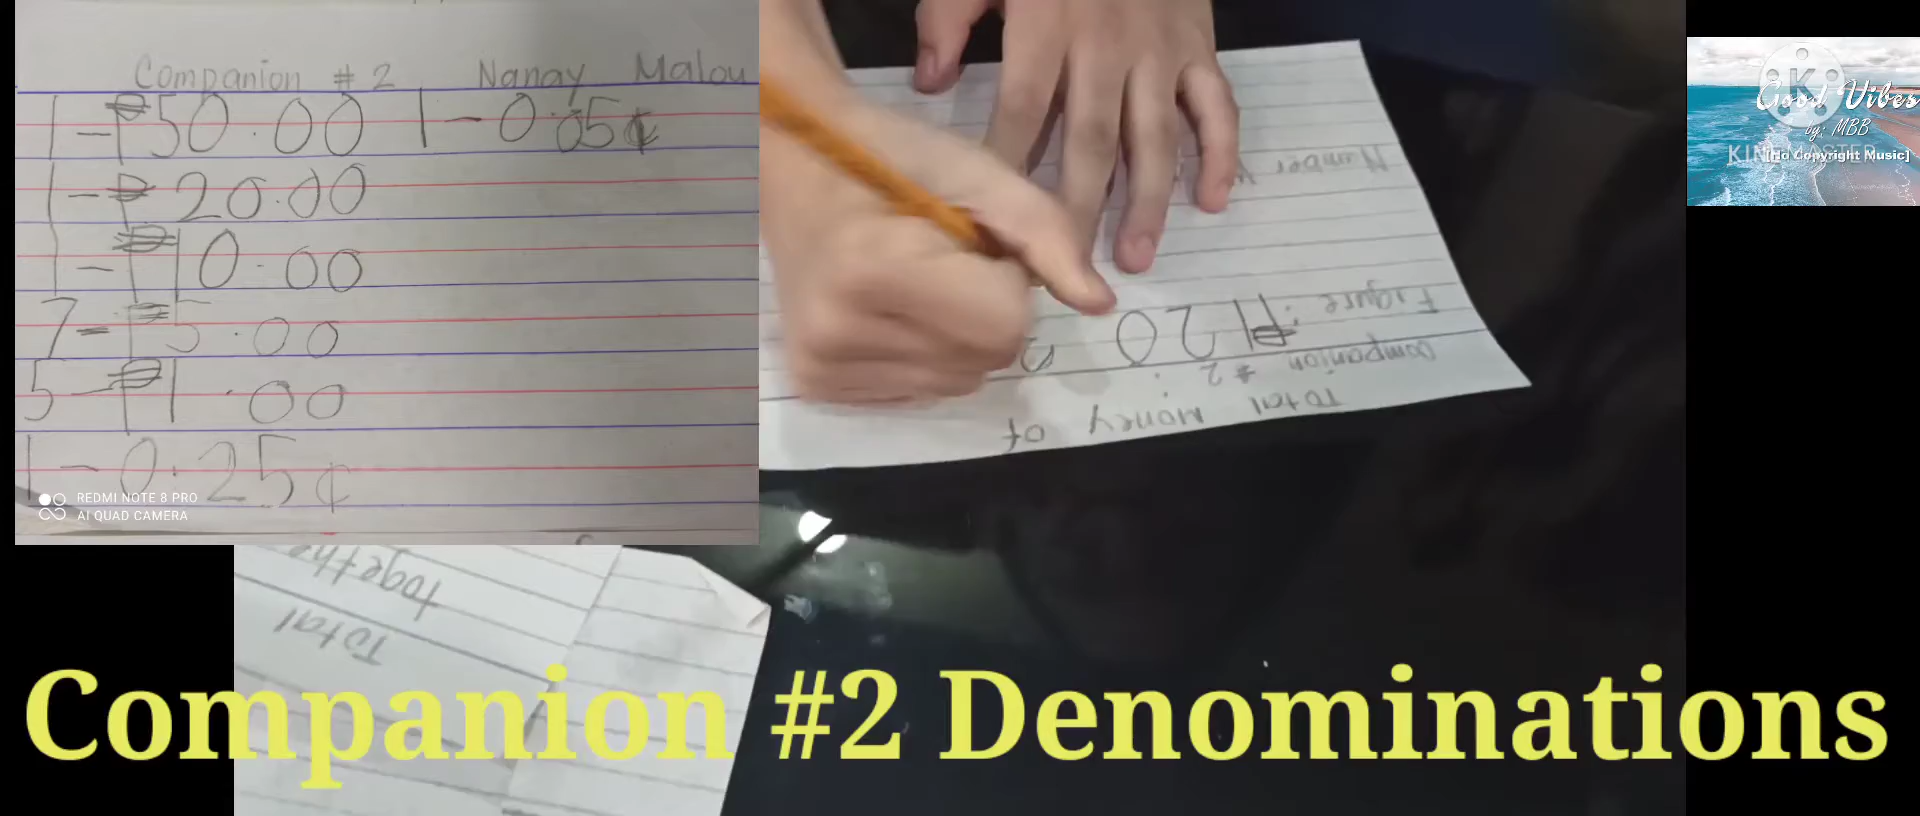 Companion # 2 Nanay Malou
1 - ₱50.00 1 - 0.05¢
1 - ₱20.00
1 - ₱10.00
7 - ₱5.00
5 - ₱1.00
1 - 0.25¢
REDMI NOTE 8 PRO
AI QUAD CAMERA
Total Money of
Companion # 2 :
Figure :
₱120
Number
Total
Good Vibes
by: MBB
KINEMASTER
[No Copyright Music]
Companion #2 Denominations